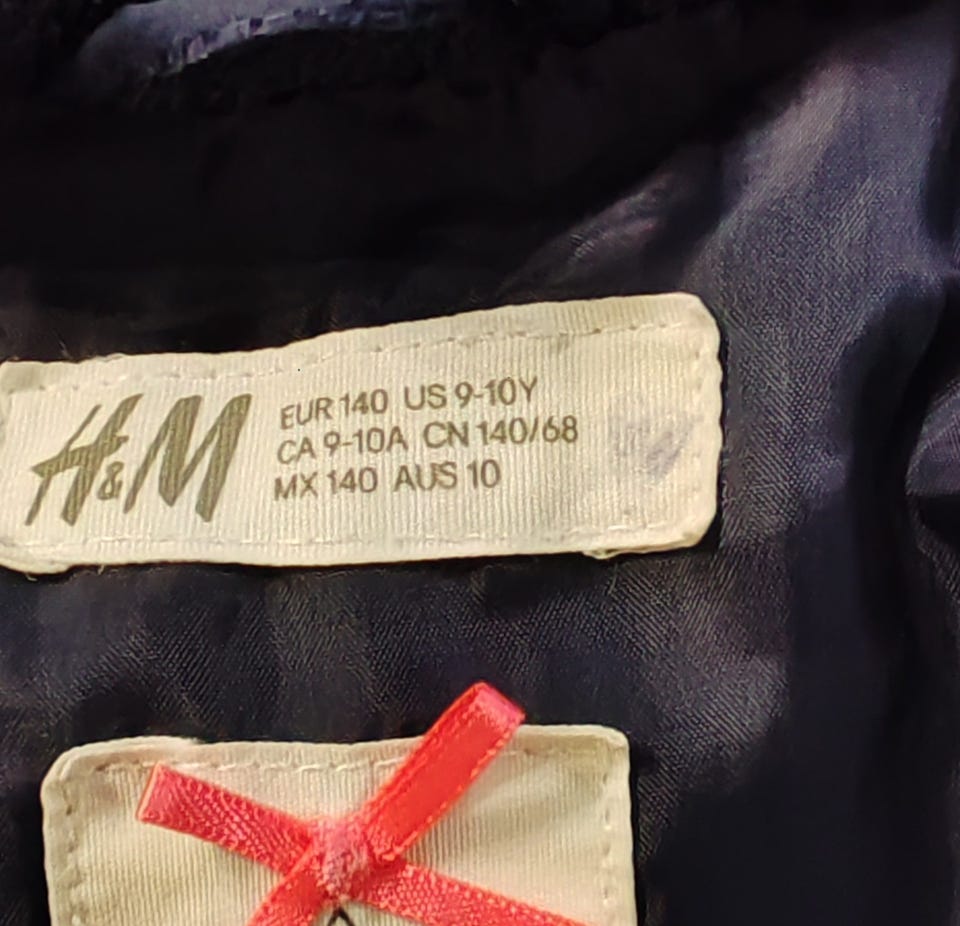 H&M
EUR 140 US 9-10Y
CA 9-10A CN 140/68
MX 140 AUS 10